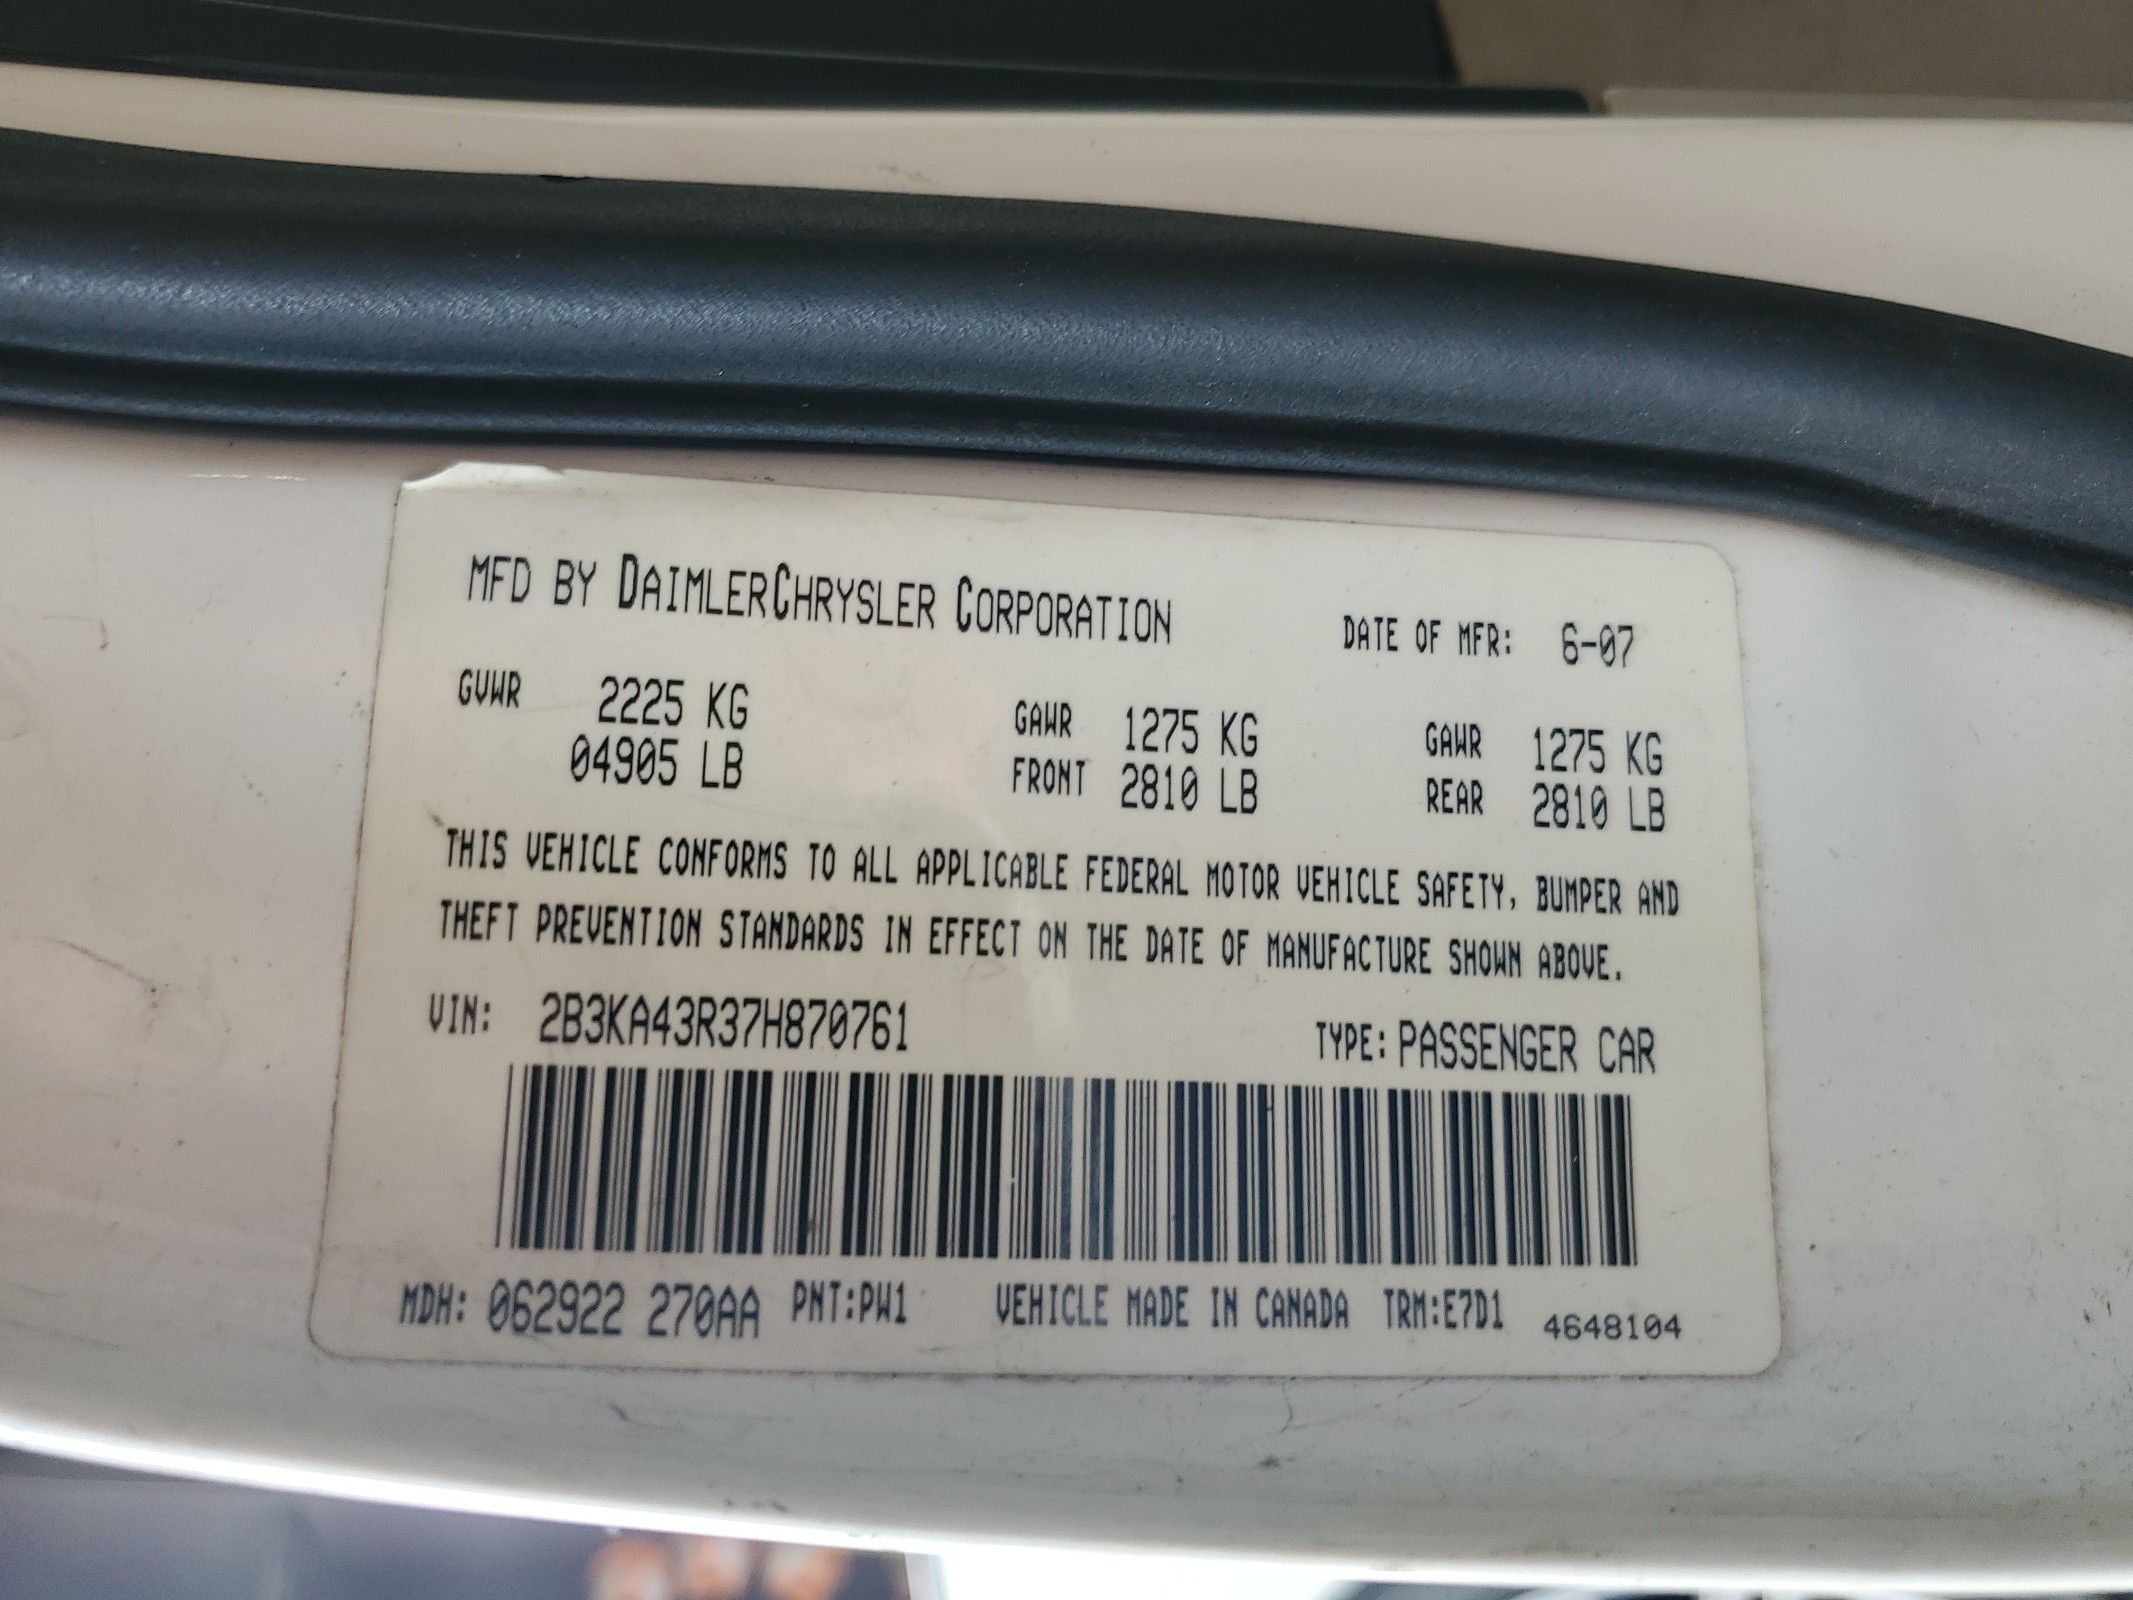 MFD BY DAIMLERCHRYSLER CORPORATION DATE OF MFR: 6-07
GVWR 2225 KG GAWR 1275 KG GAWR 1275 KG
04905 LB FRONT 2810 LB REAR 2810 LB
THIS VEHICLE CONFORMS TO ALL APPLICABLE FEDERAL MOTOR VEHICLE SAFETY, BUMPER AND
THEFT PREVENTION STANDARDS IN EFFECT ON THE DATE OF MANUFACTURE SHOWN ABOVE.
VIN: 2B3KA43R37H870761 TYPE: PASSENGER CAR
MDH: 062922 270AA PNT:PW1 VEHICLE MADE IN CANADA TRM:E7D1 4648104